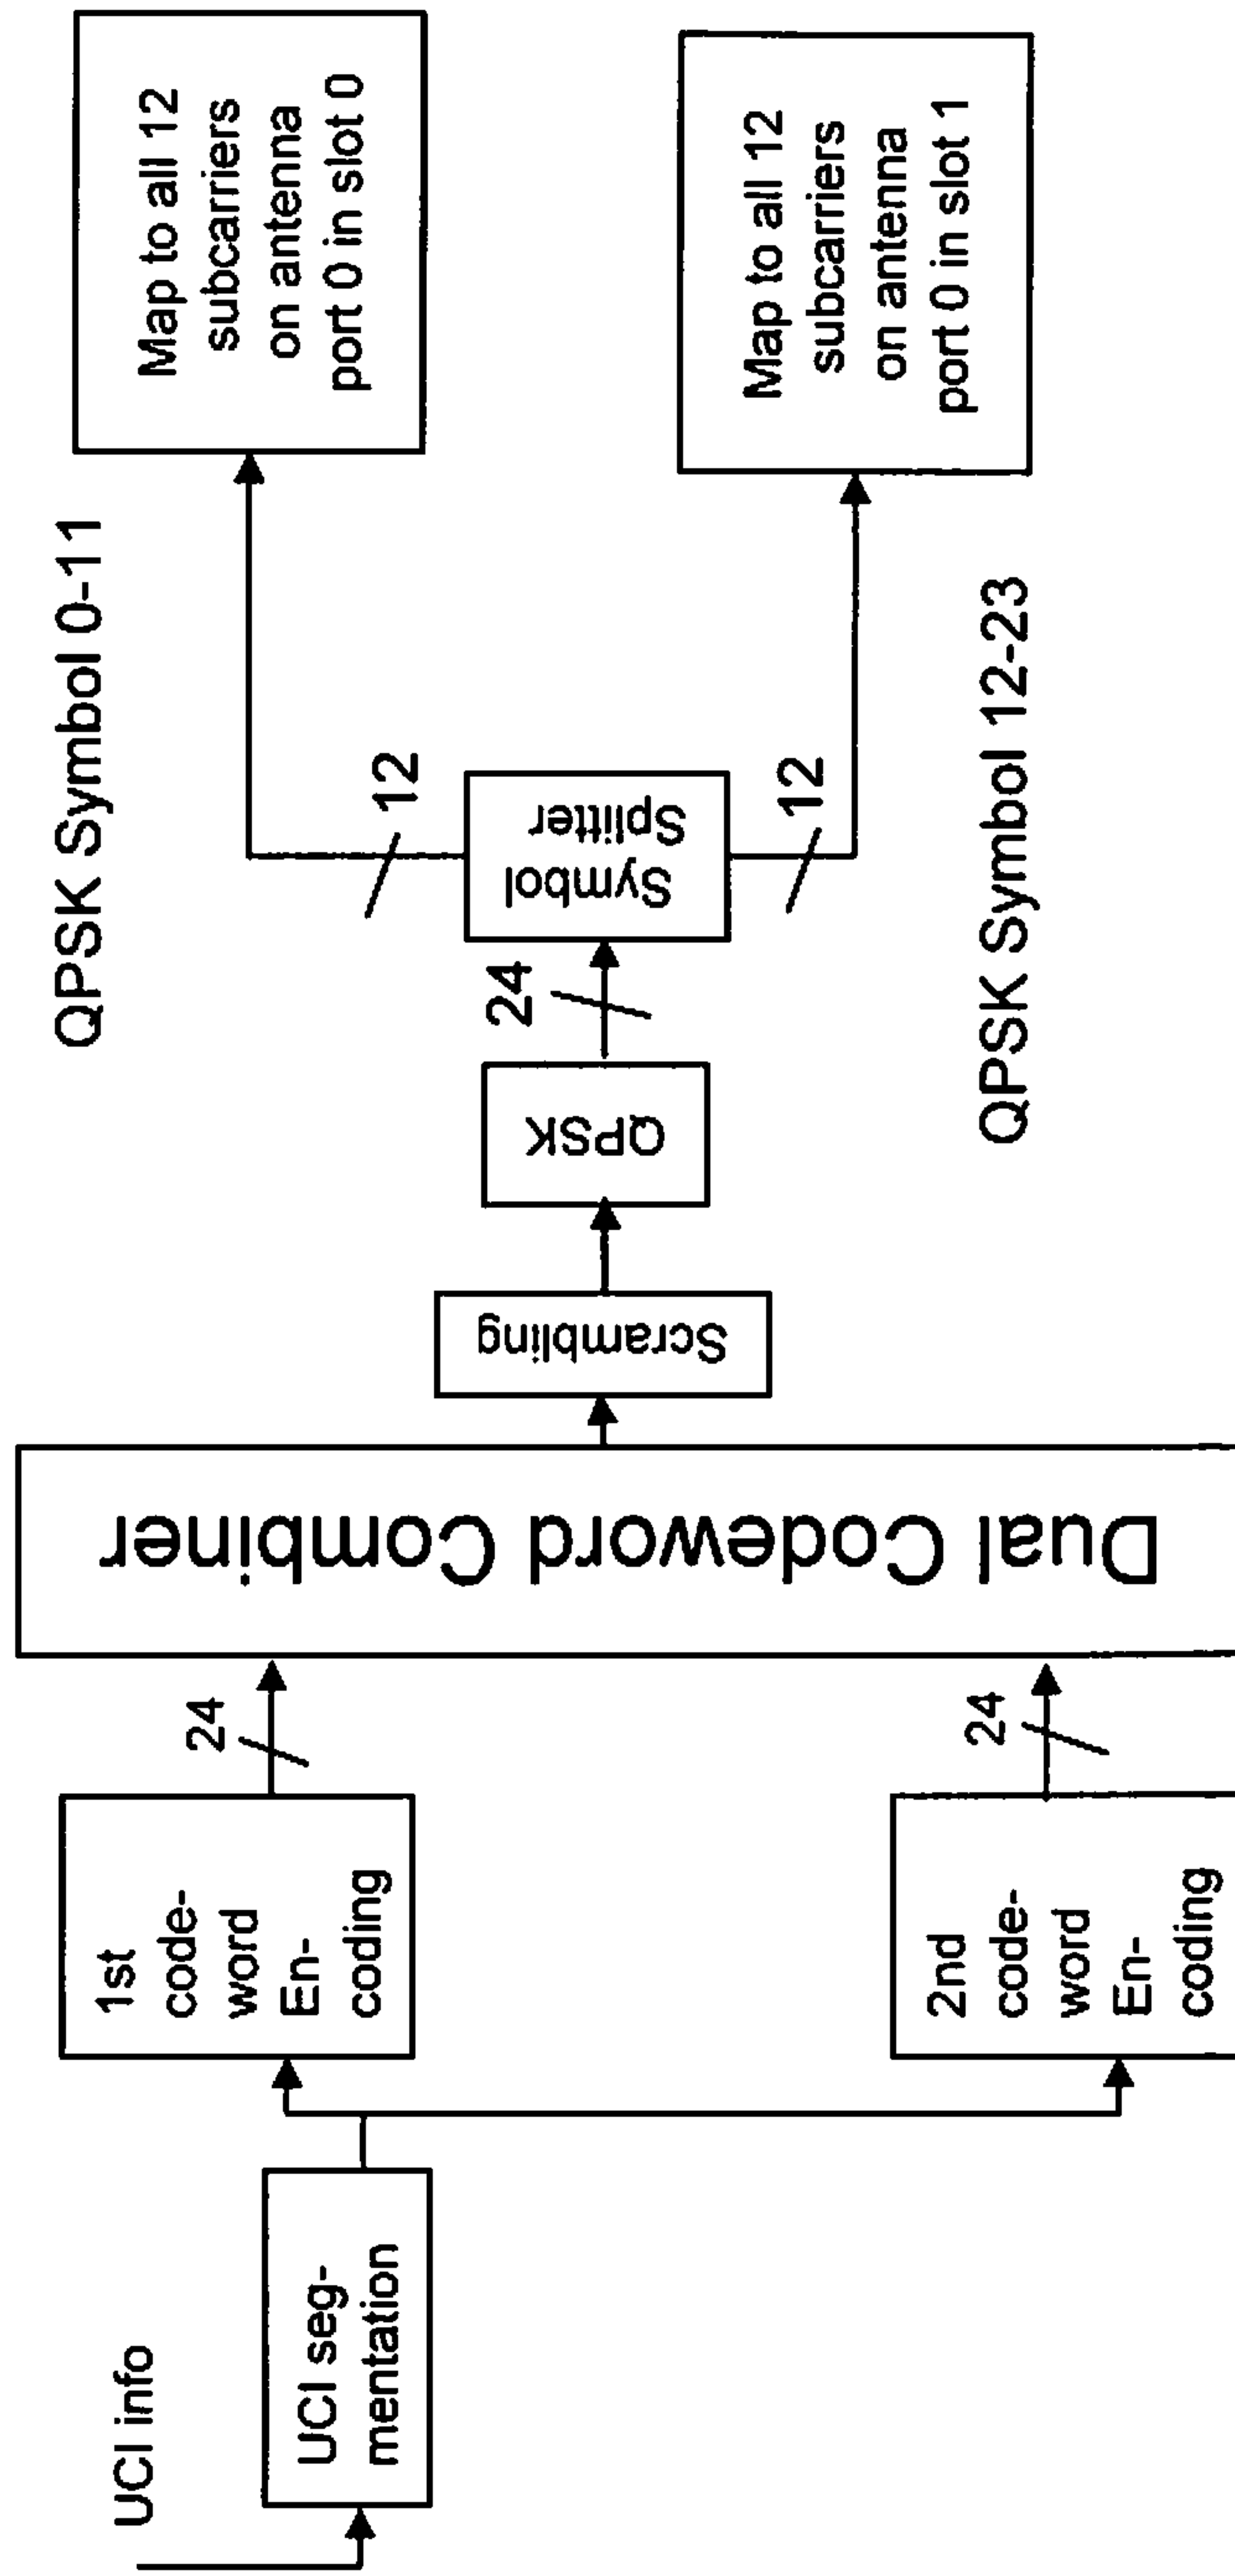 UCI info
UCI seg-
mentation
1st
code-
word
En-
coding
24
2nd
code-
word
En-
coding
24
Dual Codeword Combiner
Scrambling
QPSK
24
Symbol
Splitter
12
QPSK Symbol 0-11
Map to all 12
subcarriers
on antenna
port 0 in slot 0
12
QPSK Symbol 12-23
Map to all 12
subcarriers
on antenna
port 0 in slot 1